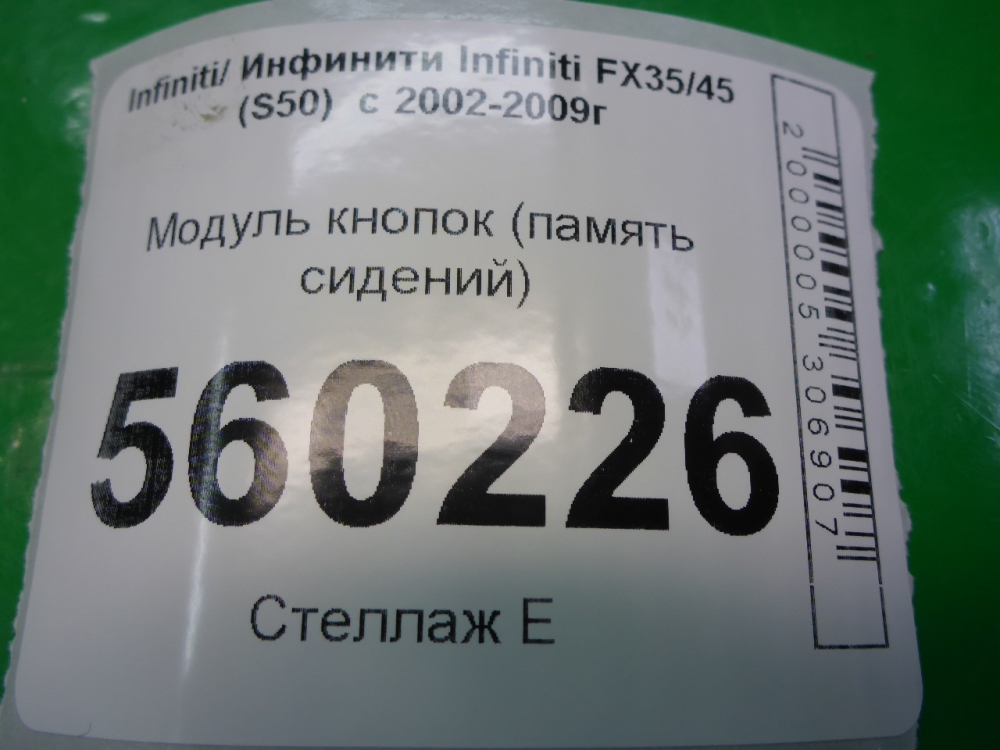 Infiniti/ Инфинити Infiniti FX35/45
(S50) с 2002-2009г
Модуль кнопок (память
сидений)
560226
Стеллаж Е
2000005306907